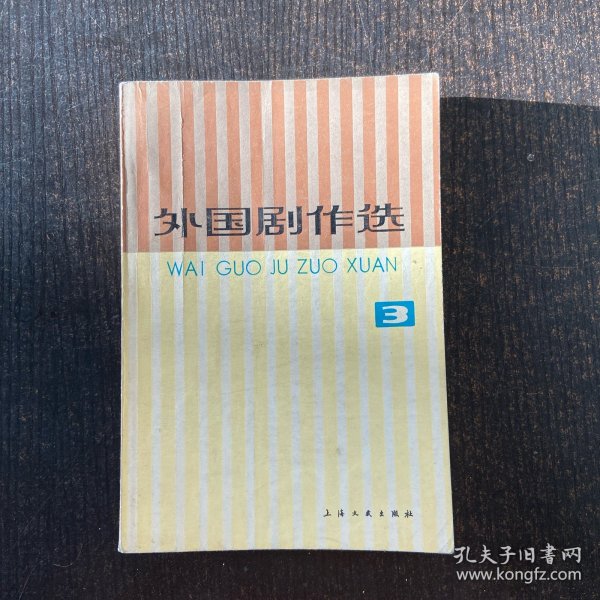 外国剧作选
WAI GUO JU ZUO XUAN
3
上海文艺出版社
孔夫子旧书网
www.kongfz.com